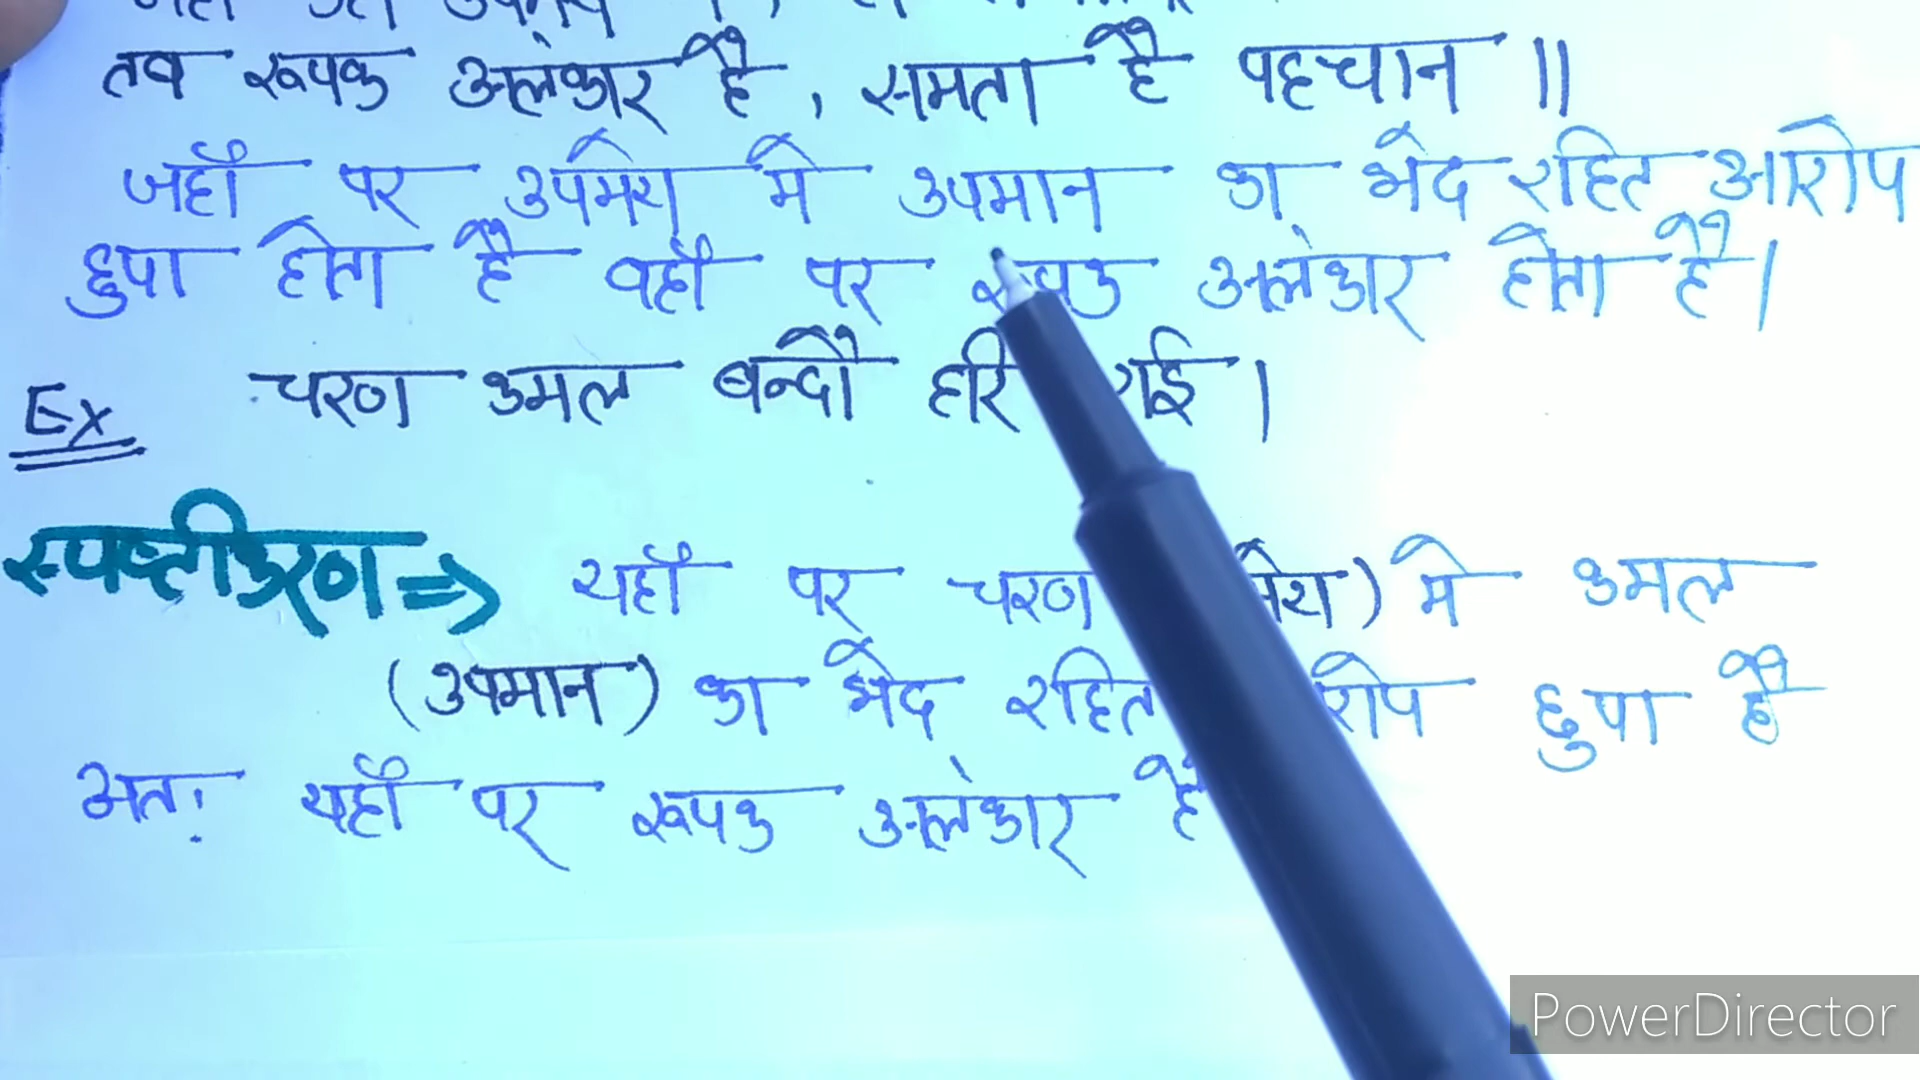 तब रूपक अलंकार है, समता है पहचान ॥
जहाँ पर उपमेय मे उपमान का भेद रहित आरोप
छुपा होता है वहाँ पर रूपक अलंकार होता है।
Ex चरण कमल बन्दौ हरि
स्पष्टीकरण => यहाँ पर चरण मे कमल
(उपमान) का भेद रहित छुपा है
अतः यहाँ पर रूपक अलंकार है
PowerDirector